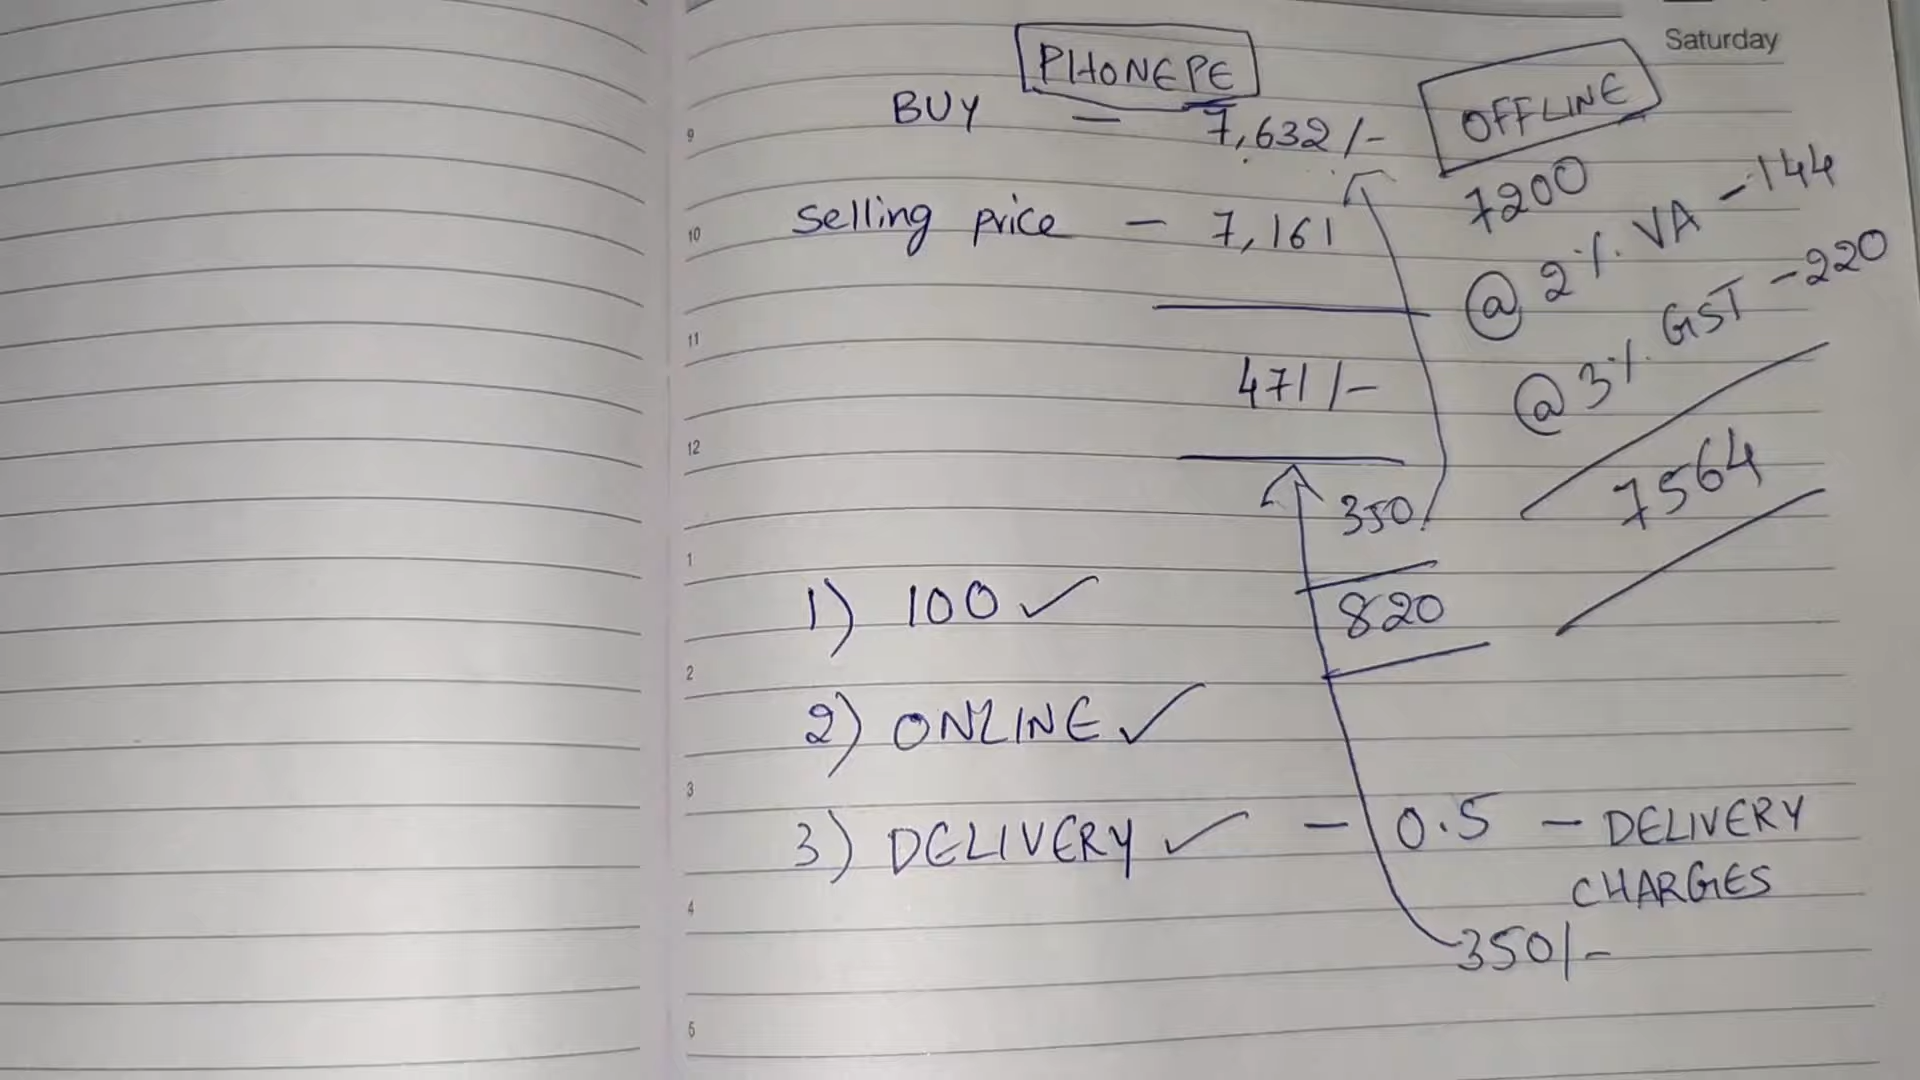 Saturday
PHONEPE
OFFLINE
BUY – 7,632/-
Selling price – 7,161
471/-
350
820
7200
@ 2% VA – 144
@ 3% GST – 220
7564
1) 100 ✓
2) ONLINE ✓
3) DELIVERY ✓ – 0.5 – DELIVERY
CHARGES
350/-
9
10
11
12
1
2
3
4
5